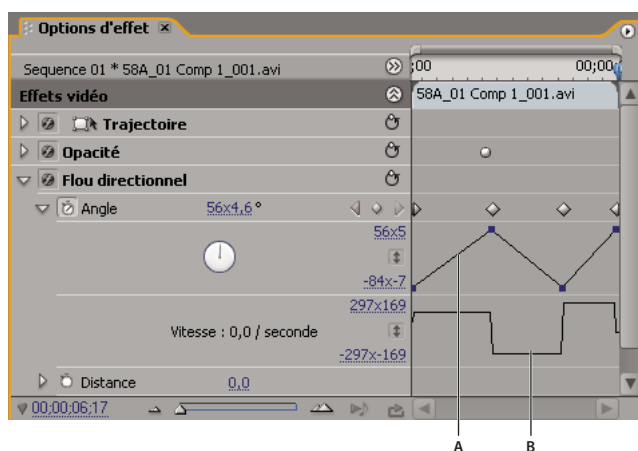 Options d'effet
Sequence 01 * 58A_01 Comp 1_001.avi
;00 00;00
Effets vidéo
58A_01 Comp 1_001.avi
Trajectoire
Opacité
Flou directionnel
Angle 56x4,6°
56x5
-84x-7
297x169
Vitesse : 0,0 / seconde
-297x-169
Distance 0,0
00;00;06;17
A B